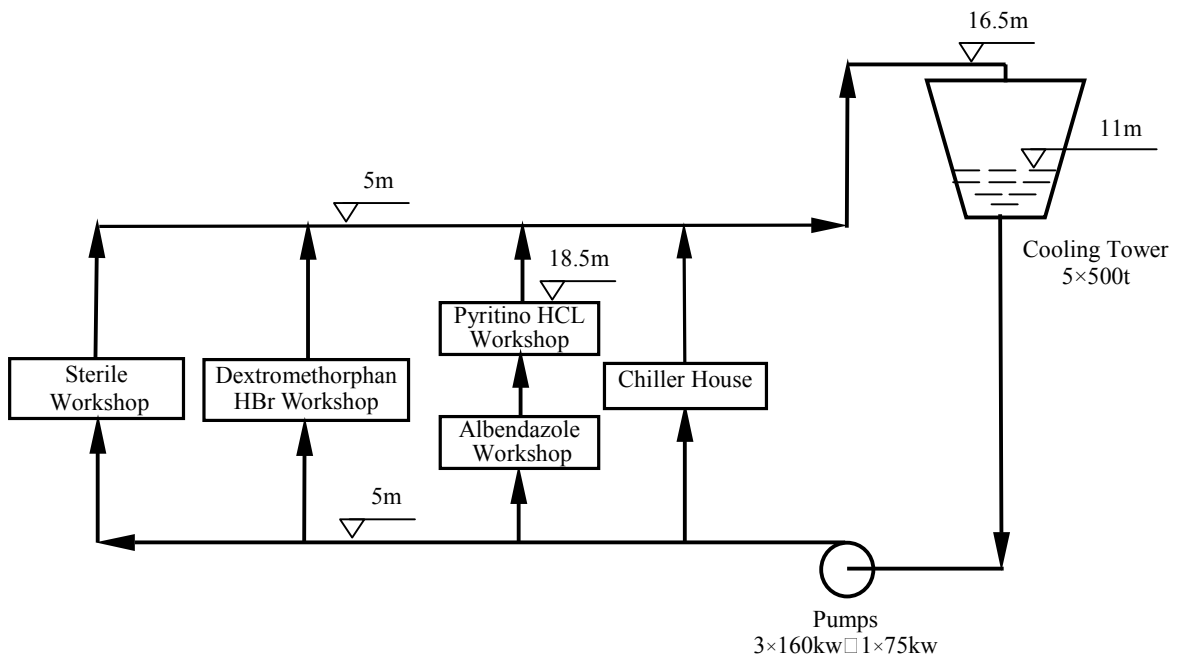 16.5m
11m
5m
18.5m
Cooling Tower
5×500t
Pyritino HCL
Workshop
Sterile
Workshop
Dextromethorphan
HBr Workshop
Chiller House
Albendazole
Workshop
5m
Pumps
3×160kw□1×75kw